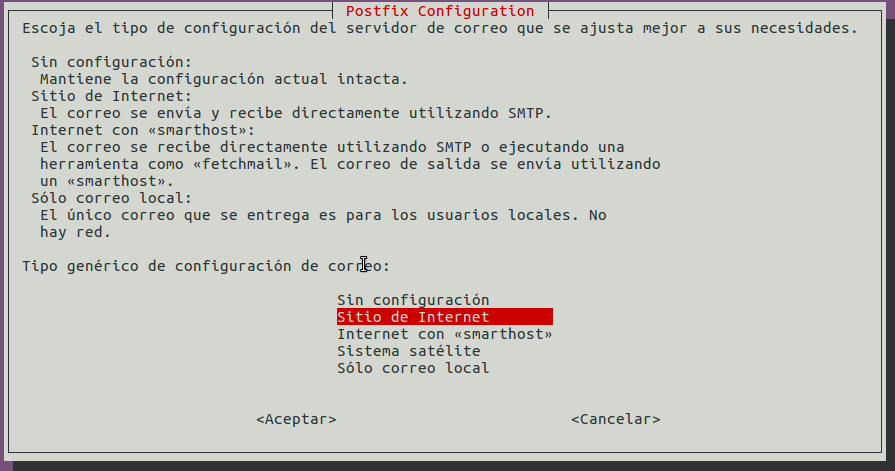 Postfix Configuration
Escoja el tipo de configuración del servidor de correo que se ajusta mejor a sus necesidades.
Sin configuración:
Mantiene la configuración actual intacta.
Sitio de Internet:
El correo se envía y recibe directamente utilizando SMTP.
Internet con «smarthost»:
El correo se recibe directamente utilizando SMTP o ejecutando una
herramienta como «fetchmail». El correo de salida se envía utilizando
un «smarthost».
Sólo correo local:
El único correo que se entrega es para los usuarios locales. No
hay red.
Tipo genérico de configuración de correo:
Sin configuración
Sitio de Internet
Internet con «smarthost»
Sistema satélite
Sólo correo local
<Aceptar> <Cancelar>